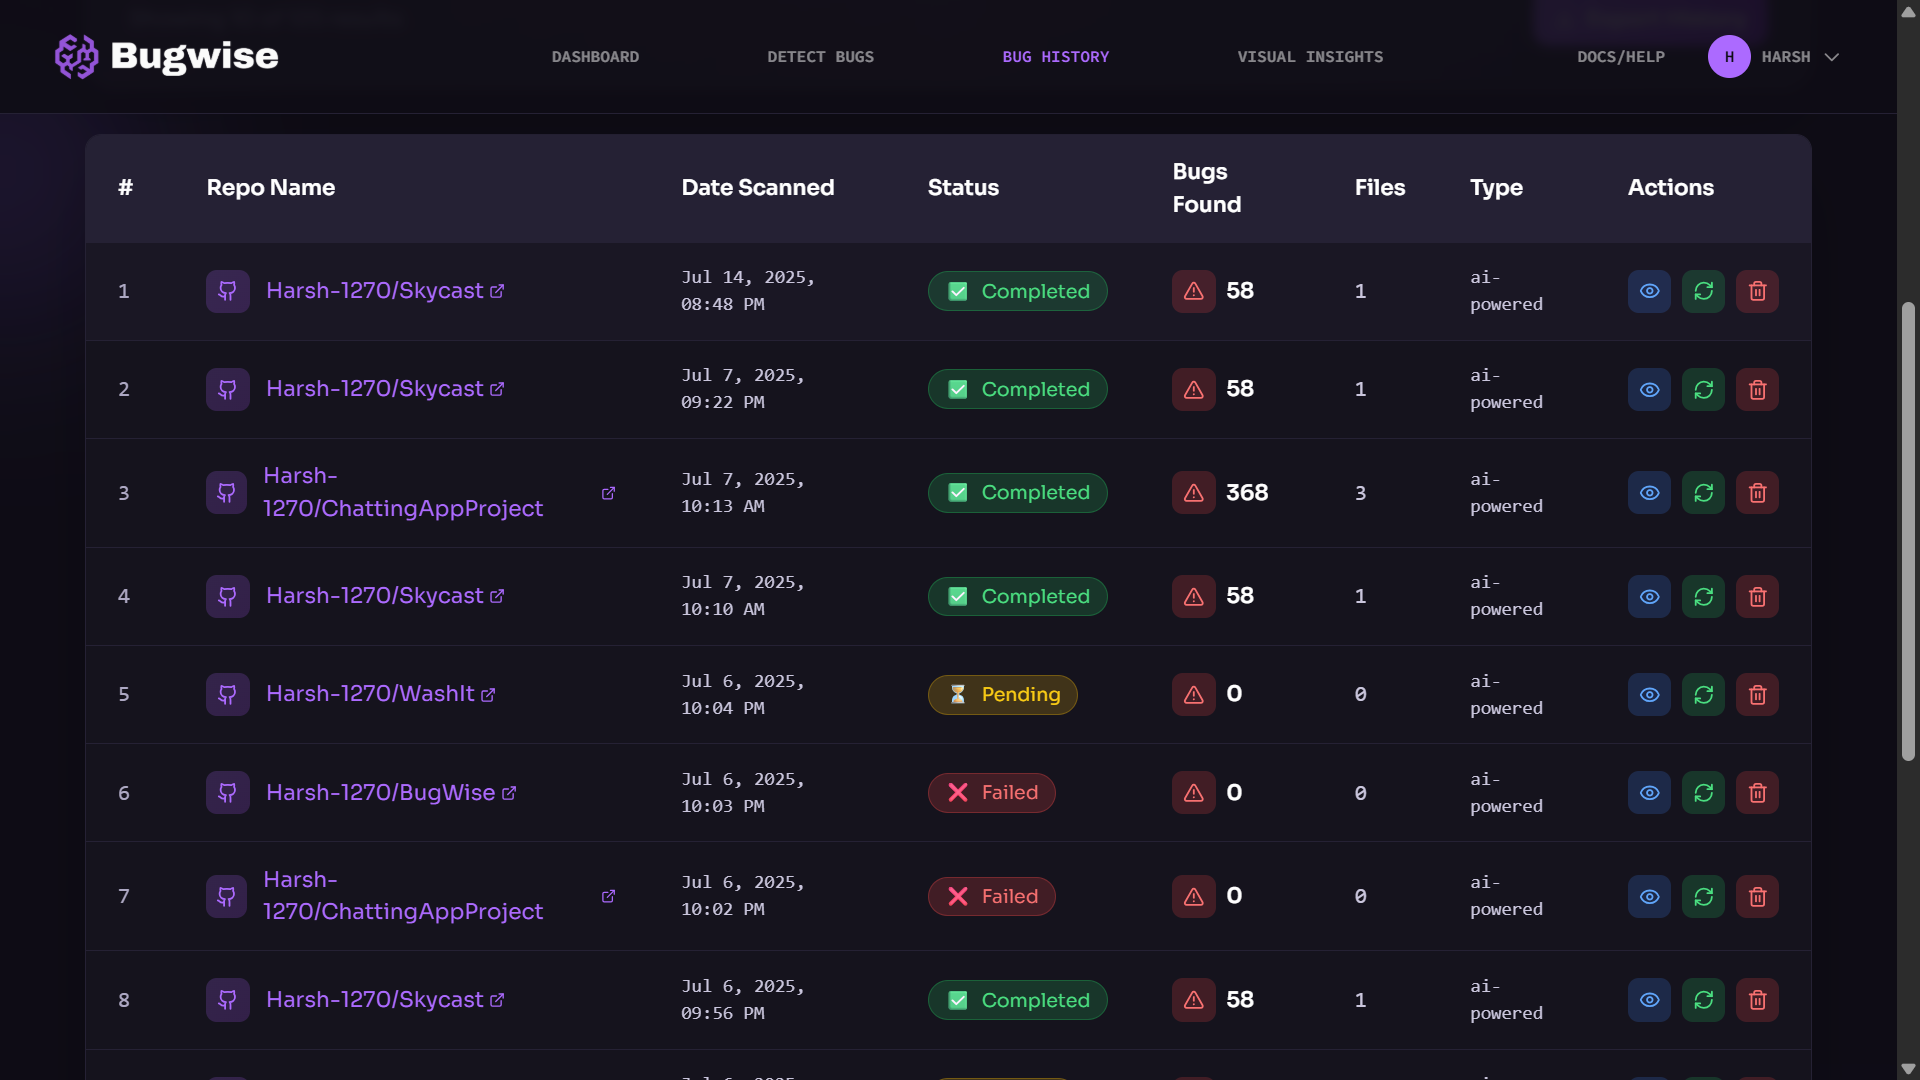 Bugwise
DASHBOARD
DETECT BUGS
BUG HISTORY
VISUAL INSIGHTS
DOCS/HELP
H
HARSH
#
Repo Name
Date Scanned
Status
Bugs
Found
Files
Type
Actions
1
Harsh-1270/Skycast
Jul 14, 2025,
08:48 PM
Completed
58
1
ai-
powered
2
Harsh-1270/Skycast
Jul 7, 2025,
09:22 PM
Completed
58
1
ai-
powered
3
Harsh-
1270/ChattingAppProject
Jul 7, 2025,
10:13 AM
Completed
368
3
ai-
powered
4
Harsh-1270/Skycast
Jul 7, 2025,
10:10 AM
Completed
58
1
ai-
powered
5
Harsh-1270/WashIt
Jul 6, 2025,
10:04 PM
Pending
0
0
ai-
powered
6
Harsh-1270/BugWise
Jul 6, 2025,
10:03 PM
Failed
0
0
ai-
powered
7
Harsh-
1270/ChattingAppProject
Jul 6, 2025,
10:02 PM
Failed
0
0
ai-
powered
8
Harsh-1270/Skycast
Jul 6, 2025,
09:56 PM
Completed
58
1
ai-
powered